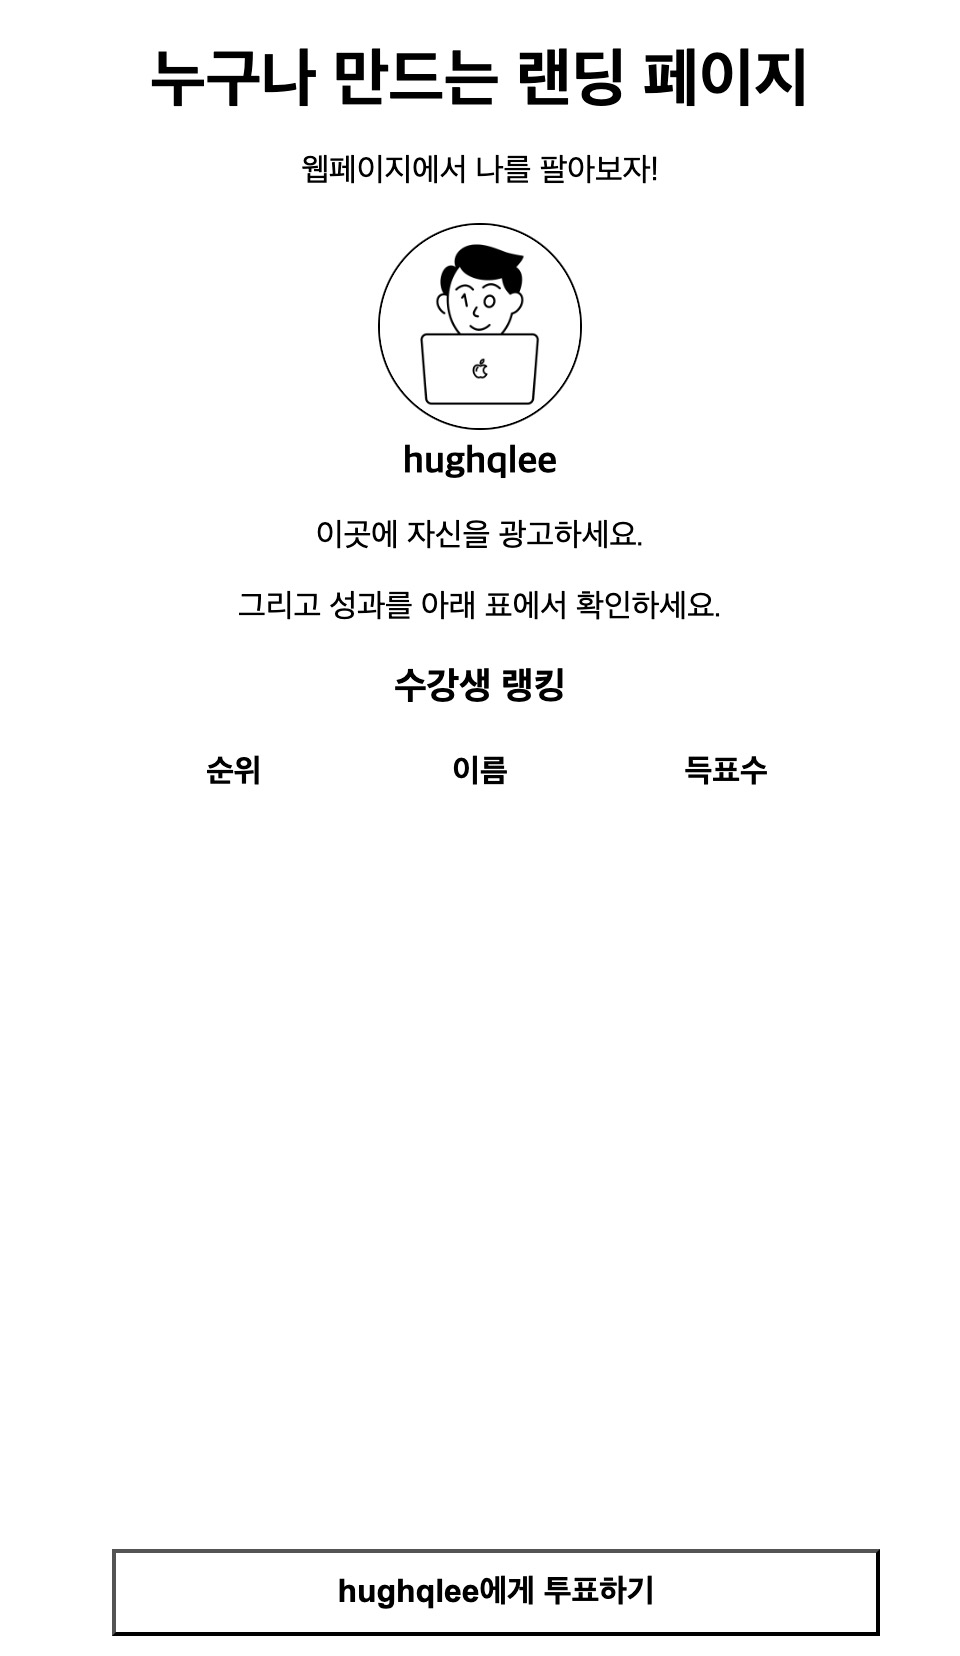 누구나 만드는 랜딩 페이지
웹페이지에서 나를 팔아보자!
hughqlee
이곳에 자신을 광고하세요.
그리고 성과를 아래 표에서 확인하세요.
수강생 랭킹
순위 이름 득표수
hughqlee에게 투표하기